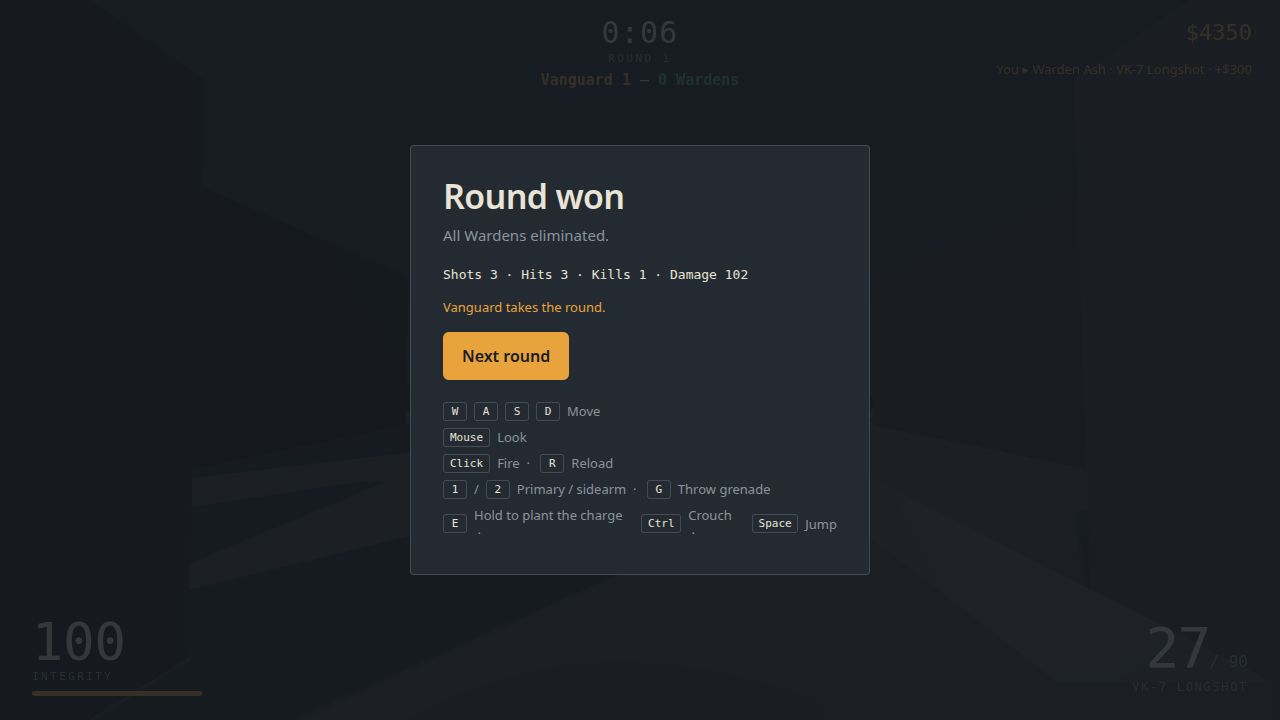 0:06
ROUND 1
Vanguard 1 — 0 Wardens
$4350
You ▸ Warden Ash · VK-7 Longshot · +$300
Round won
All Wardens eliminated.
Shots 3 · Hits 3 · Kills 1 · Damage 102
Vanguard takes the round.
Next round
W A S D Move
Mouse Look
Click Fire · R Reload
1 / 2 Primary / sidearm · G Throw grenade
E Hold to plant the charge · Ctrl Crouch · Space Jump
100
INTEGRITY
27 / 90
VK-7 LONGSHOT